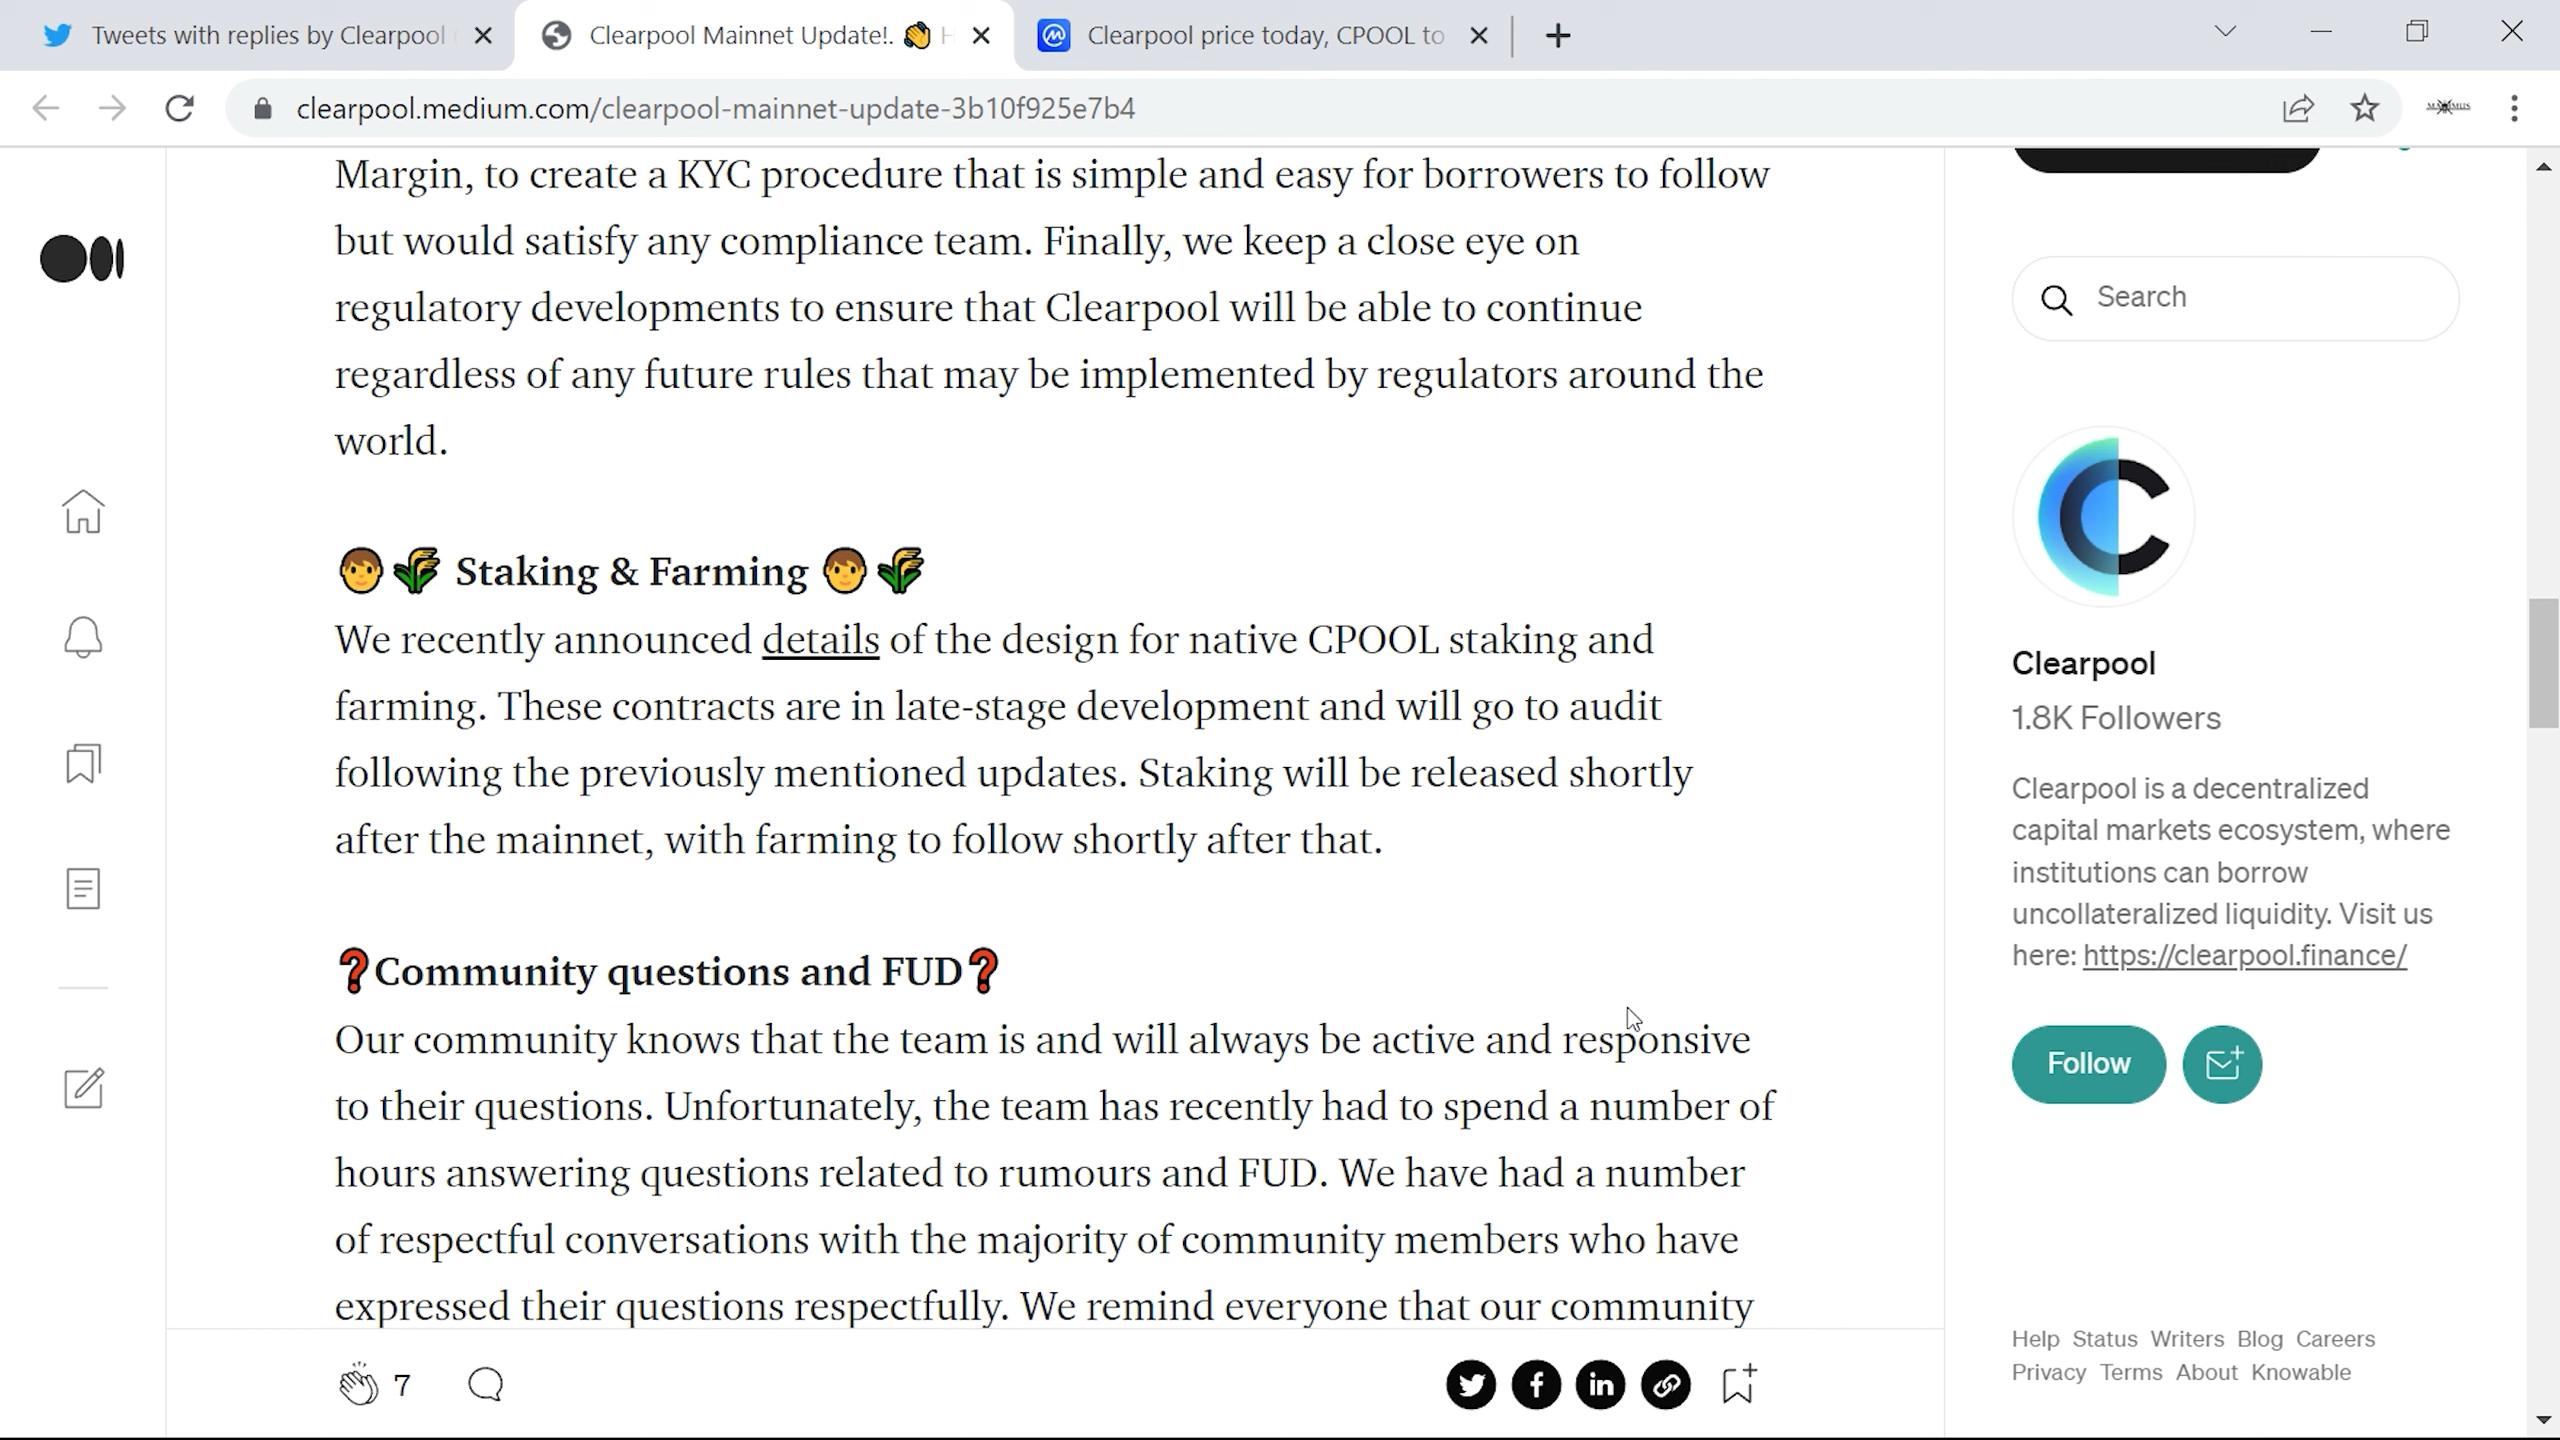 Tweets with replies by Clearpool
Clearpool Mainnet Update!. 👏 H
Clearpool price today, CPOOL to
clearpool.medium.com/clearpool-mainnet-update-3b10f925e7b4
Margin, to create a KYC procedure that is simple and easy for borrowers to follow
but would satisfy any compliance team. Finally, we keep a close eye on
regulatory developments to ensure that Clearpool will be able to continue
regardless of any future rules that may be implemented by regulators around the
world.
👨🌾 Staking & Farming 👨🌾
We recently announced details of the design for native CPOOL staking and
farming. These contracts are in late-stage development and will go to audit
following the previously mentioned updates. Staking will be released shortly
after the mainnet, with farming to follow shortly after that.
❓Community questions and FUD❓
Our community knows that the team is and will always be active and responsive
to their questions. Unfortunately, the team has recently had to spend a number of
hours answering questions related to rumours and FUD. We have had a number
of respectful conversations with the majority of community members who have
expressed their questions respectfully. We remind everyone that our community
7
Search
Clearpool
1.8K Followers
Clearpool is a decentralized
capital markets ecosystem, where
institutions can borrow
uncollateralized liquidity. Visit us
here: https://clearpool.finance/
Follow
Help Status Writers Blog Careers
Privacy Terms About Knowable